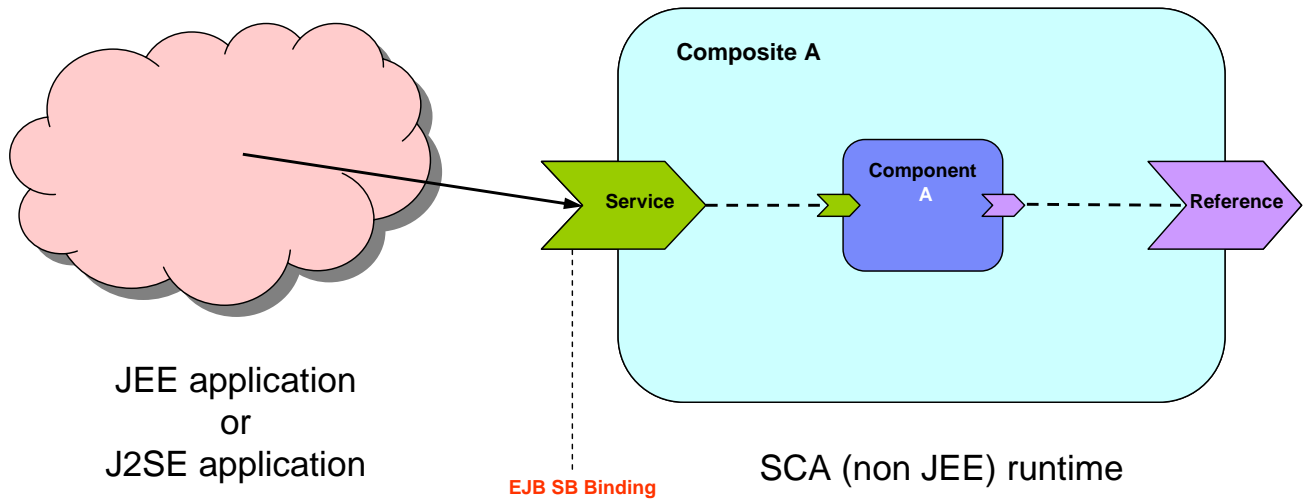 Composite A
Component
A
Service
Reference
JEE application
or
J2SE application
EJB SB Binding
SCA (non JEE) runtime